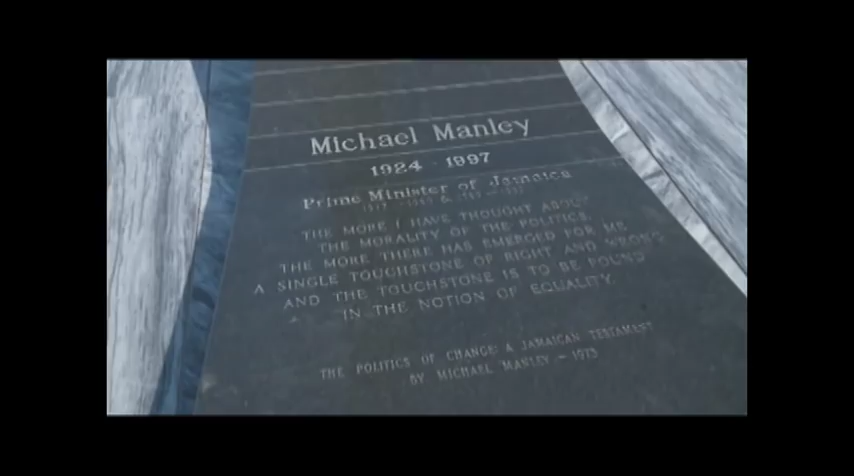 Michael Manley
1924 - 1997
Prime Minister of Jamaica
THE MORE I HAVE THOUGHT ABOUT
THE MORALITY OF THE POLITICS,
THE MORE THERE HAS EMERGED FOR ME
A SINGLE TOUCHSTONE OF RIGHT AND WRONG
AND THE TOUCHSTONE IS TO BE FOUND
IN THE NOTION OF EQUALITY.
THE POLITICS OF CHANGE: A JAMAICAN TESTAMENT
BY MICHAEL MANLEY - 1973